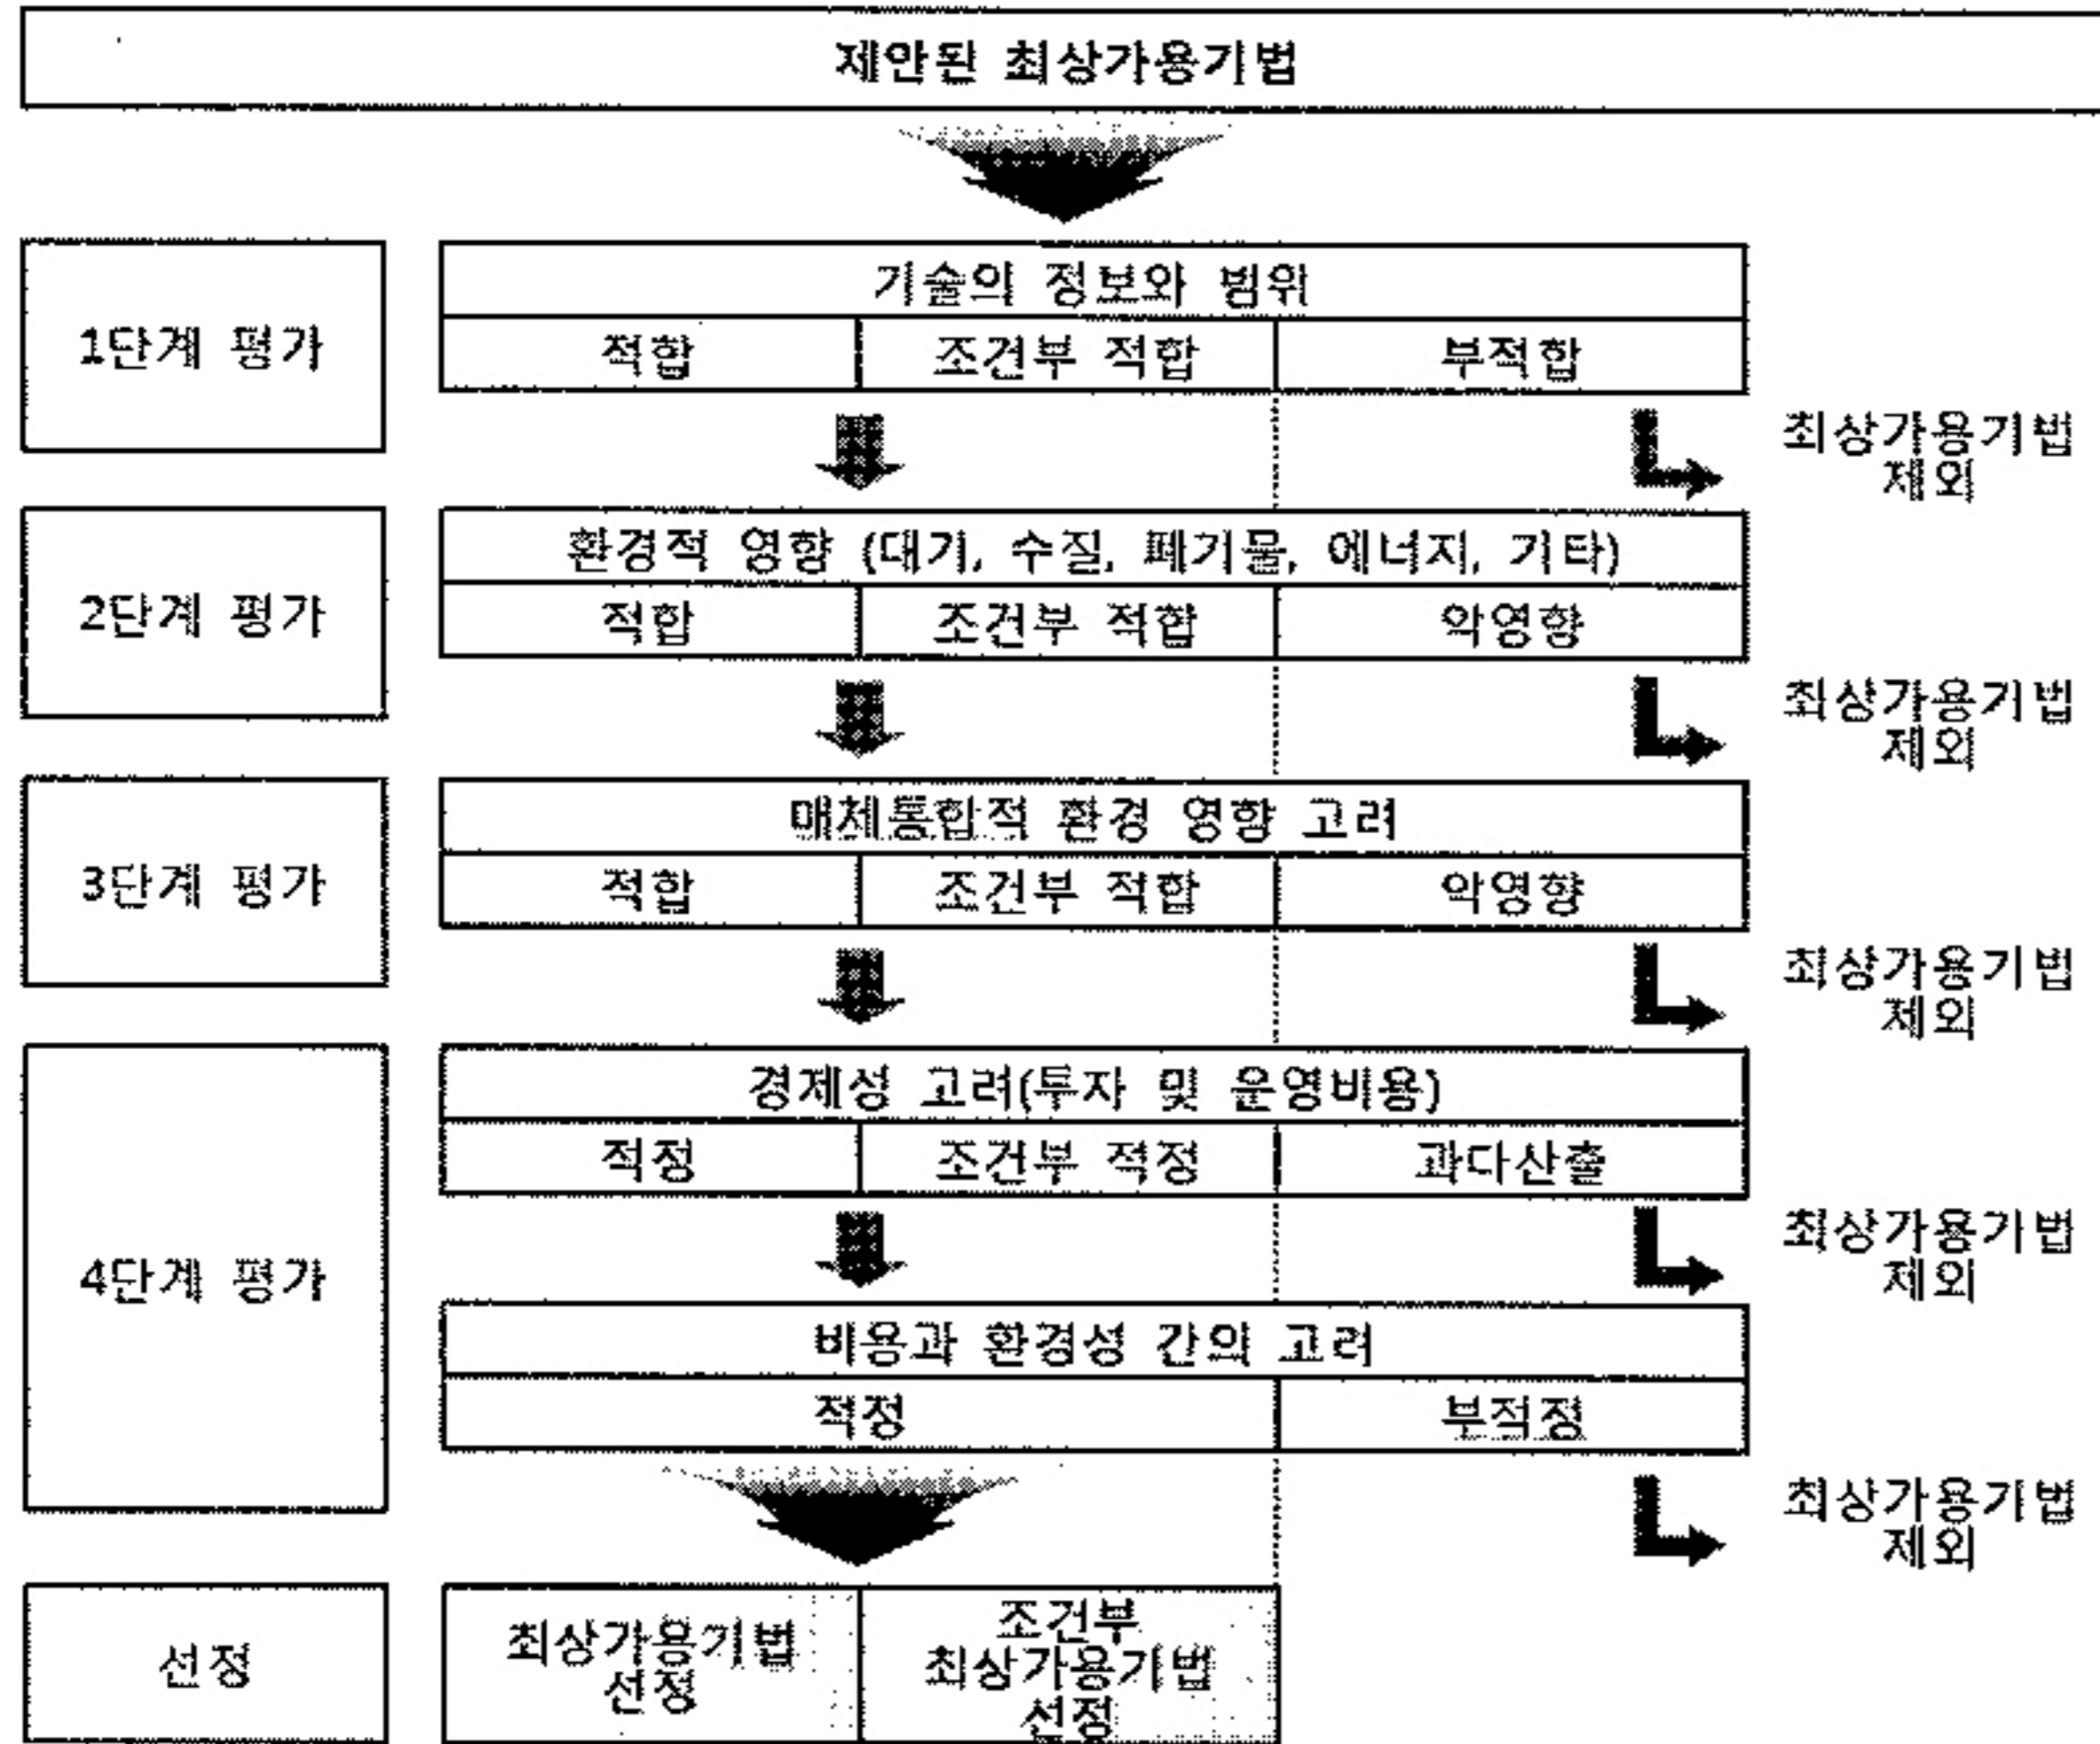 제안된 최상가용기법
1단계 평가
기술의 정보와 범위
적합
조건부 적합
부적합
최상가용기법
제외
2단계 평가
환경적 영향 (대기, 수질, 폐기물, 에너지, 기타)
적합
조건부 적합
악영향
최상가용기법
제외
3단계 평가
매체통합적 환경 영향 고려
적합
조건부 적합
악영향
최상가용기법
제외
4단계 평가
경제성 고려(투자 및 운영비용)
적정
조건부 적정
과다산출
최상가용기법
제외
비용과 환경성 간의 고려
적정
부적정
최상가용기법
제외
선정
최상가용기법
선정
조건부
최상가용기법
선정